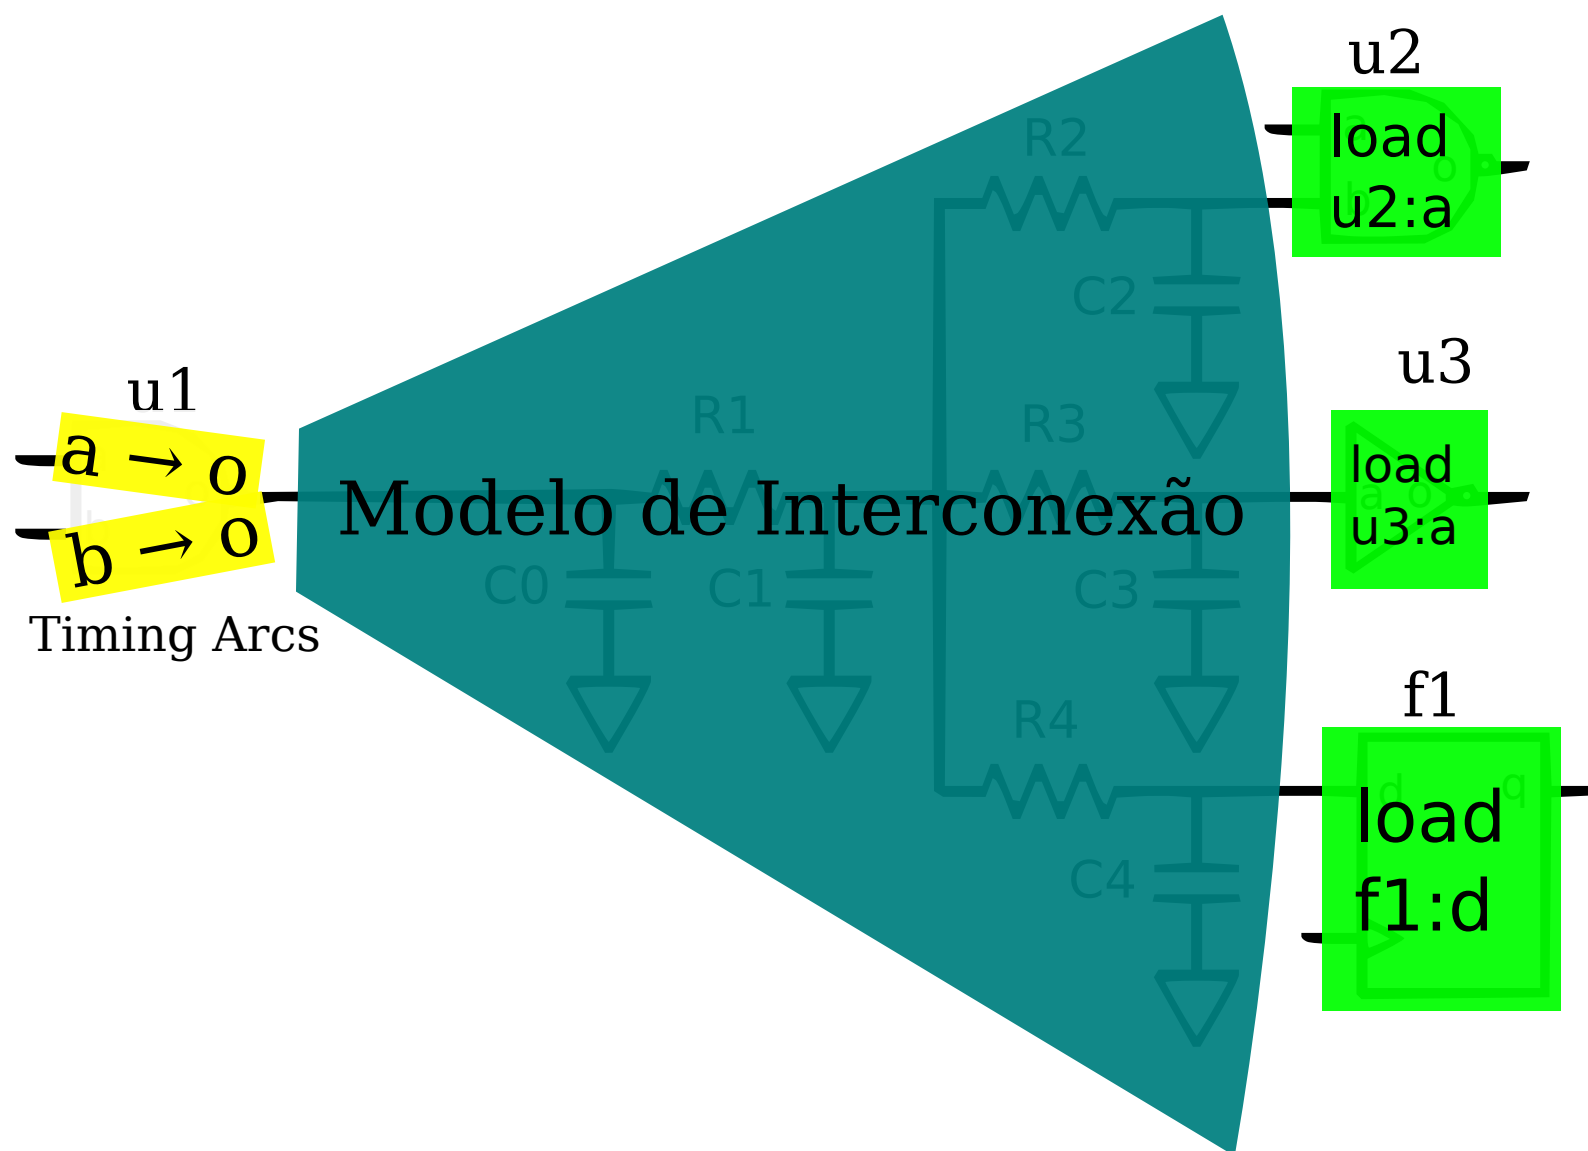 u1
a → o
b → o
Timing Arcs
Modelo de Interconexão
R1
R2
R3
R4
C0
C1
C2
C3
C4
u2
load
u2:a
a
b
o
u3
load
u3:a
a
o
f1
load
f1:d
d
q